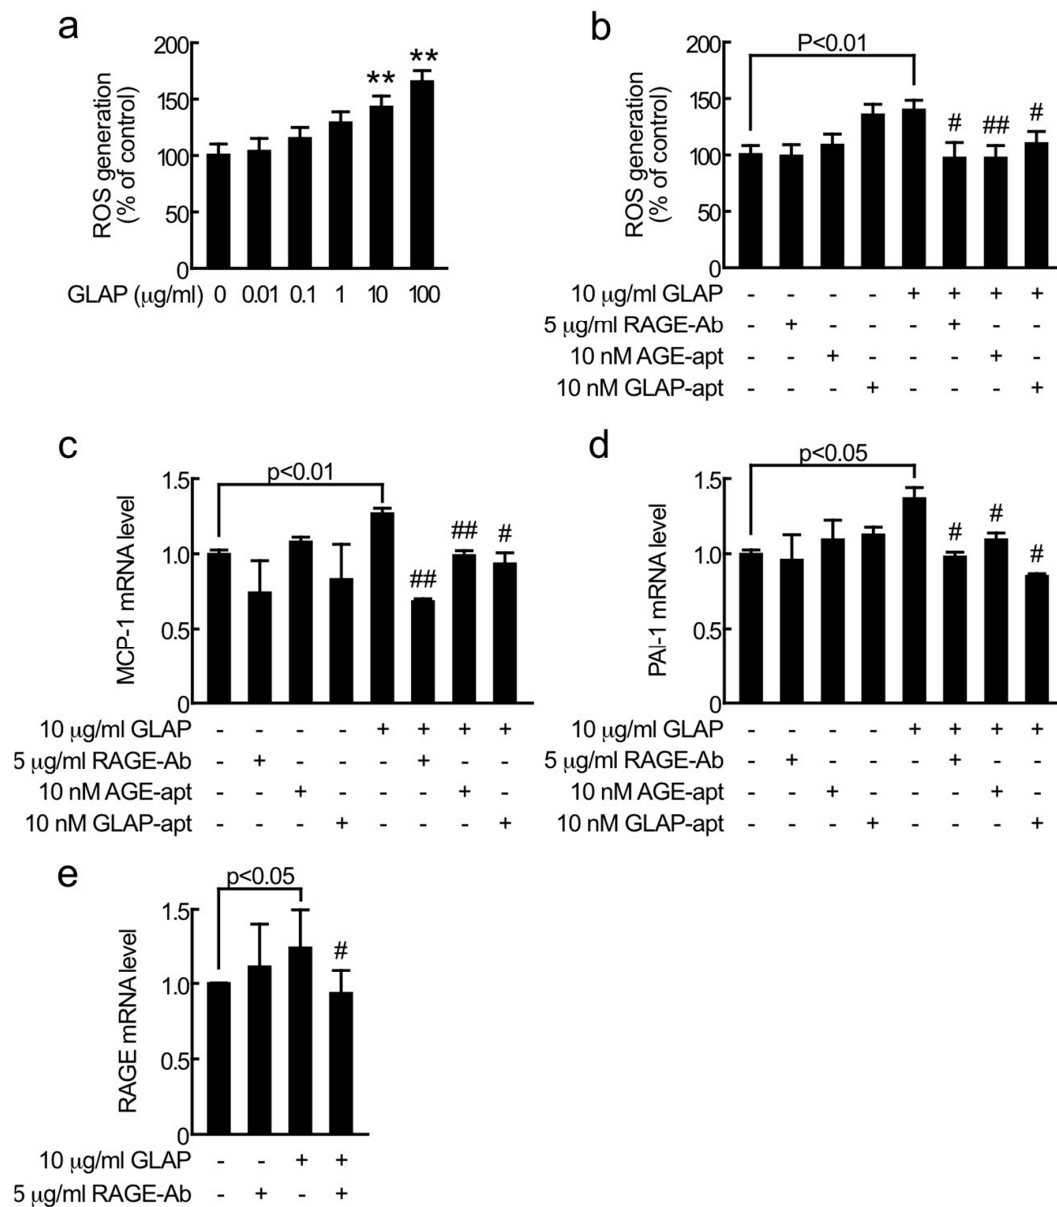 a
200
150
100
50
0
ROS generation
(% of control)
**
**
GLAP (μg/ml) 0 0.01 0.1 1 10 100
b
200
150
100
50
0
ROS generation
(% of control)
P<0.01
# ## #
10 μg/ml GLAP - - - - + + + +
5 μg/ml RAGE-Ab - + - - - + - -
10 nM AGE-apt - - + - - - + -
10 nM GLAP-apt - - - + - - - +
c
1.5
1.0
0.5
0
MCP-1 mRNA level
p<0.01
## ## #
10 μg/ml GLAP - - - - + + + +
5 μg/ml RAGE-Ab - + - - - + - -
10 nM AGE-apt - - + - - - + -
10 nM GLAP-apt - - - + - - - +
d
1.5
1.0
0.5
0
PAI-1 mRNA level
p<0.05
# # #
10 μg/ml GLAP - - - - + + + +
5 μg/ml RAGE-Ab - + - - - + - -
10 nM AGE-apt - - + - - - + -
10 nM GLAP-apt - - - + - - - +
e
1.5
1.0
0.5
0
RAGE mRNA level
p<0.05
#
10 μg/ml GLAP - - + +
5 μg/ml RAGE-Ab - + - +